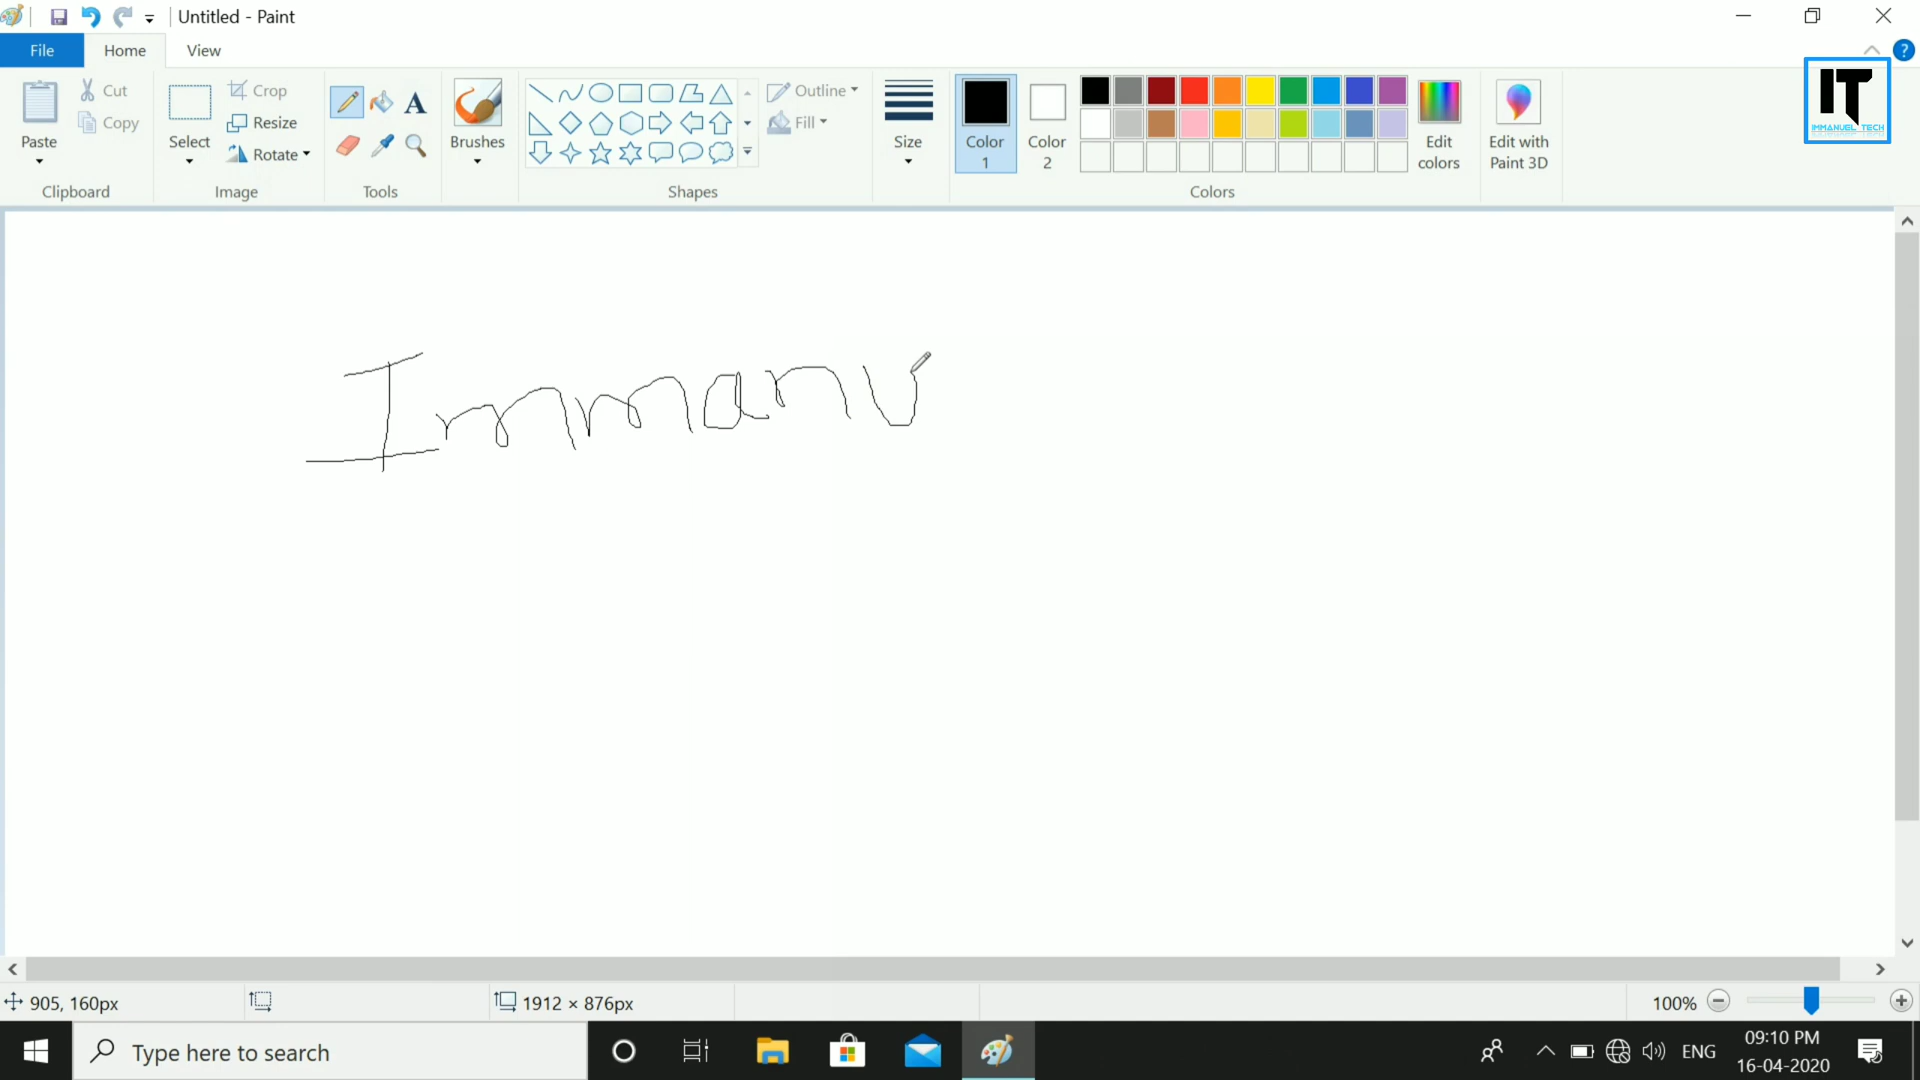 Untitled - Paint
File Home View
Paste Cut Copy Select Crop Resize Rotate A Brushes Outline Fill Size Color 1 Color 2 Edit colors Edit with Paint 3D
Clipboard Image Tools Shapes Colors
?
IT
IMMANUEL TECH
Immanu
905, 160px 1912 × 876px 100%
Type here to search ENG 09:10 PM
16-04-2020